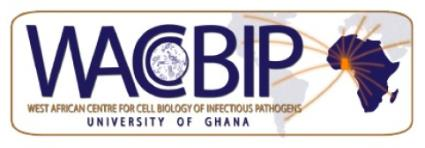 WACCBIP
WEST AFRICAN CENTRE FOR CELL BIOLOGY OF INFECTIOUS PATHOGENS
UNIVERSITY OF GHANA